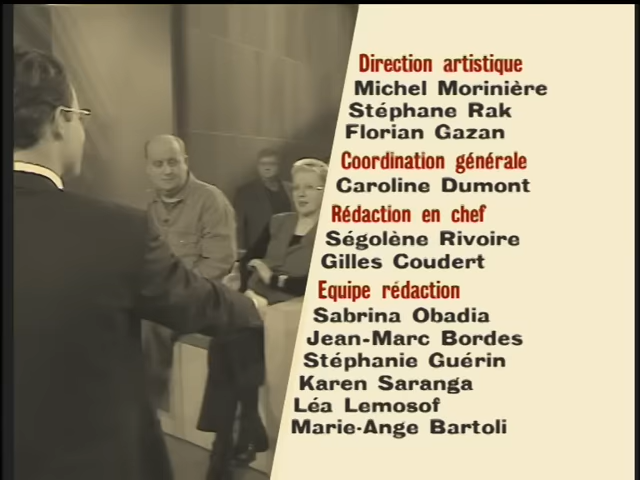 Direction artistique
Michel Morinière
Stéphane Rak
Florian Gazan
Coordination générale
Caroline Dumont
Rédaction en chef
Ségolène Rivoire
Gilles Coudert
Equipe rédaction
Sabrina Obadia
Jean-Marc Bordes
Stéphanie Guérin
Karen Saranga
Léa Lemosof
Marie-Ange Bartoli